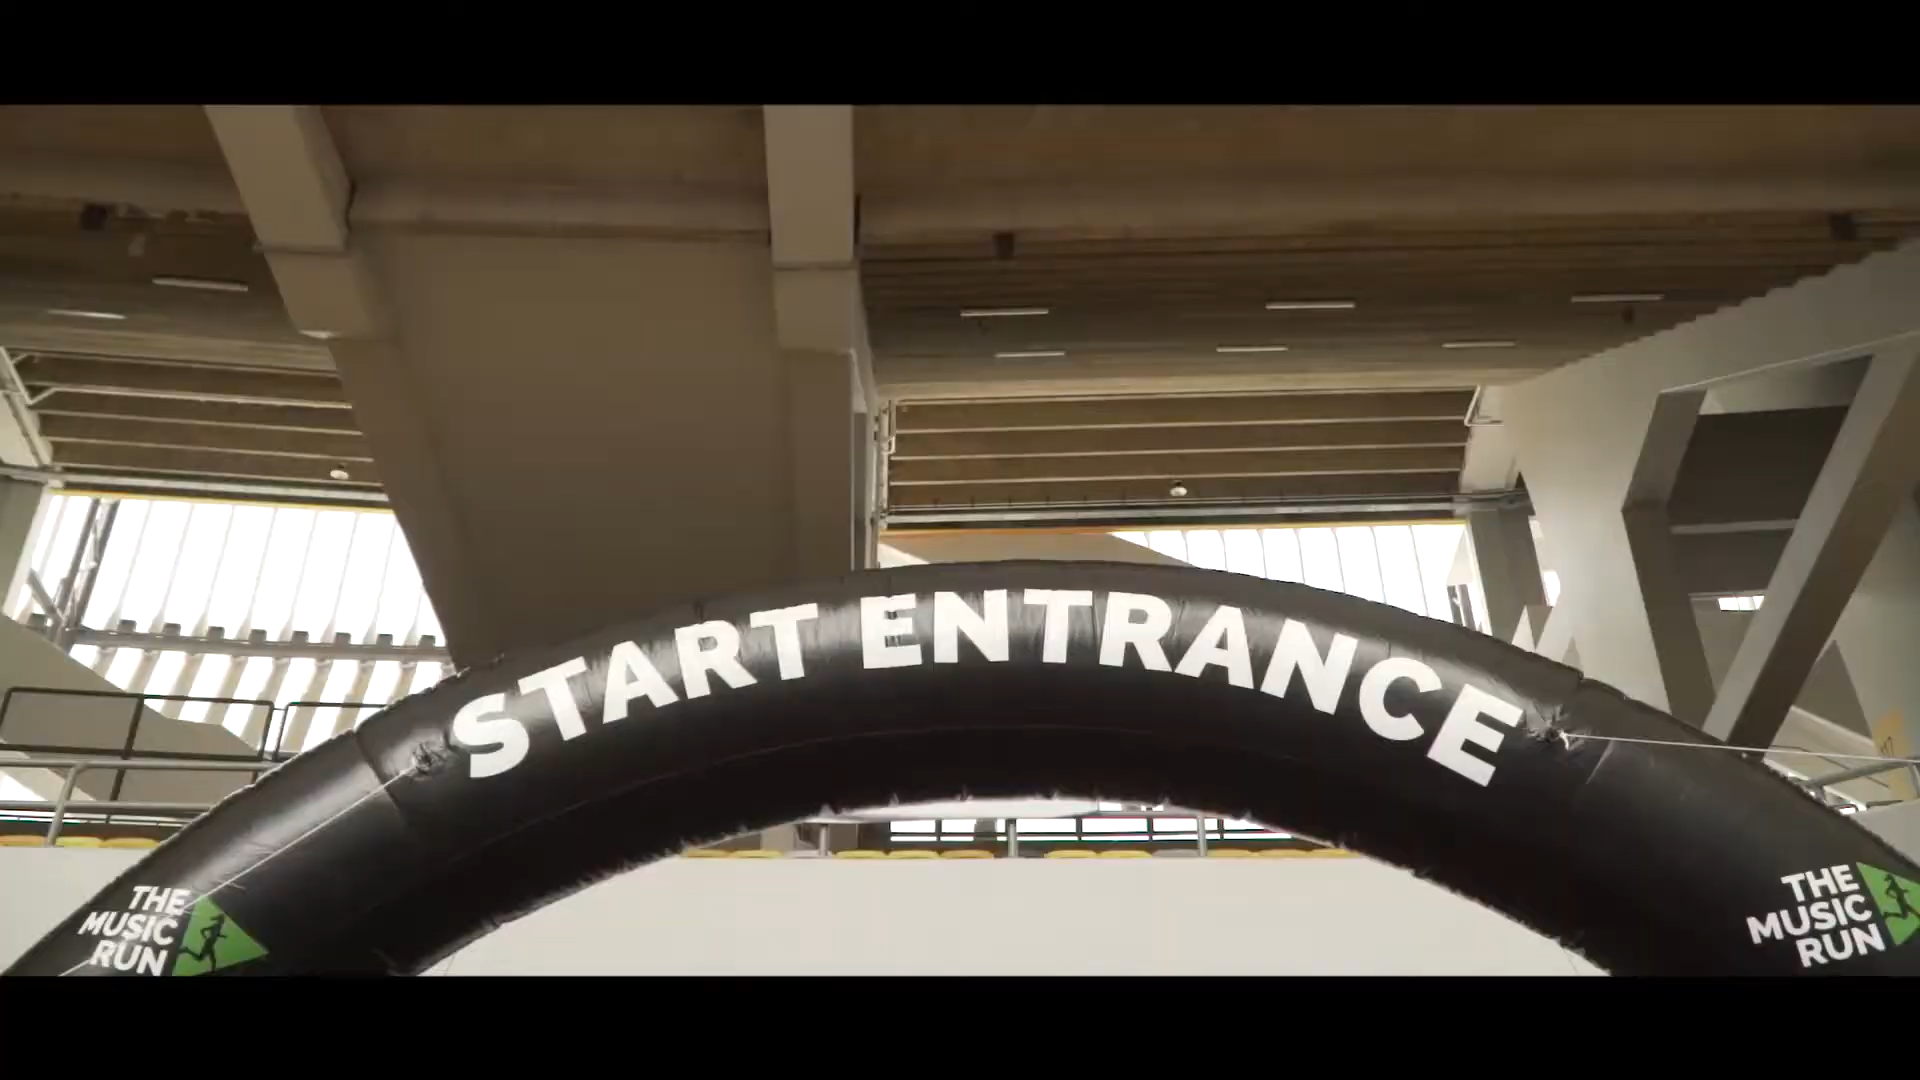 START ENTRANCE
THE
MUSIC
RUN
THE
MUSIC
RUN